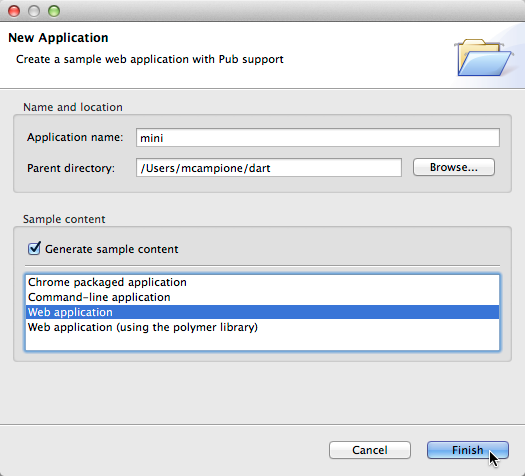 New Application
Create a sample web application with Pub support
Name and location
Application name: mini
Parent directory: /Users/mcampione/dart Browse...
Sample content
Generate sample content
Chrome packaged application
Command-line application
Web application
Web application (using the polymer library)
Cancel Finish